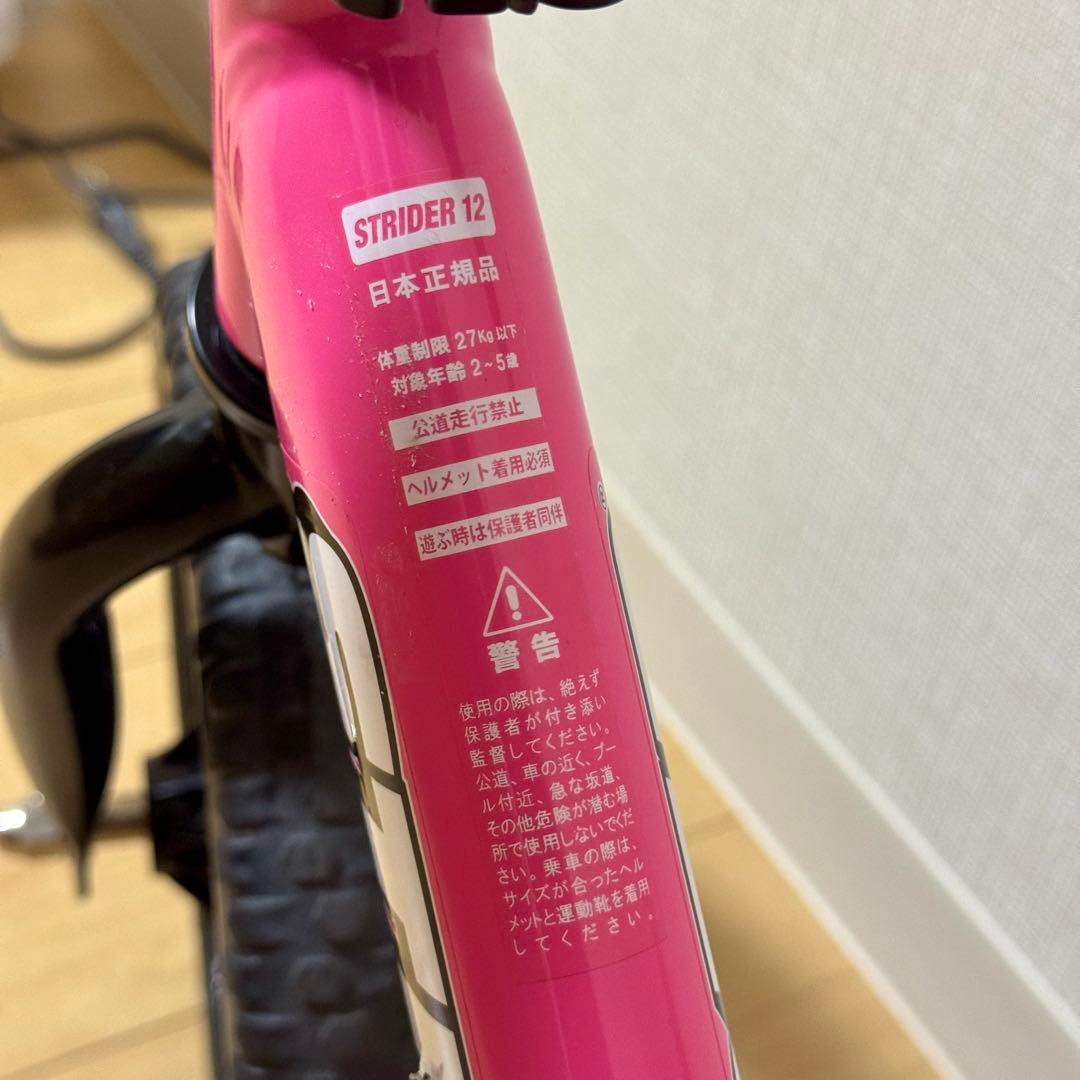 STRIDER 12
日本正規品
体重制限 27Kg 以下
対象年齢 2~5歳
公道走行禁止
ヘルメット着用必須
遊ぶ時は保護者同伴
警告
使用の際は、絶えず
保護者が付き添い
監督してください。
公道、車の近く、プー
ル付近、急な坂道、
その他危険が潜む場
所で使用しないでくだ
さい。乗車の際は、
サイズが合ったヘル
メットと運動靴を着用
してください。